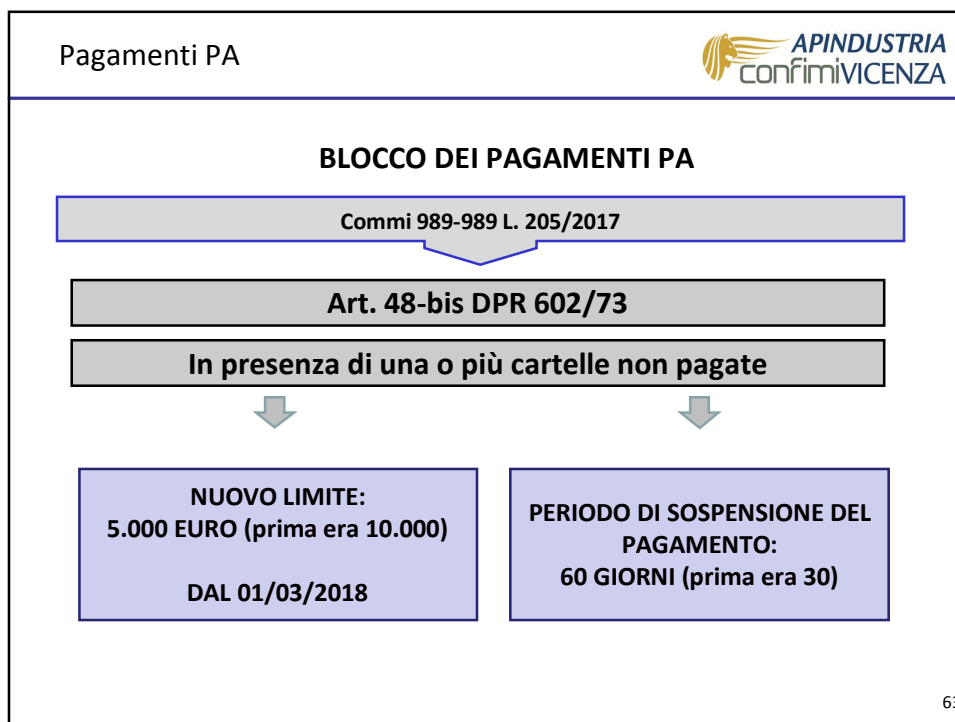 Pagamenti PA
APINDUSTRIA
confimiVICENZA
BLOCCO DEI PAGAMENTI PA
Commi 989-989 L. 205/2017
Art. 48-bis DPR 602/73
In presenza di una o più cartelle non pagate
NUOVO LIMITE:
5.000 EURO (prima era 10.000)
DAL 01/03/2018
PERIODO DI SOSPENSIONE DEL
PAGAMENTO:
60 GIORNI (prima era 30)
63